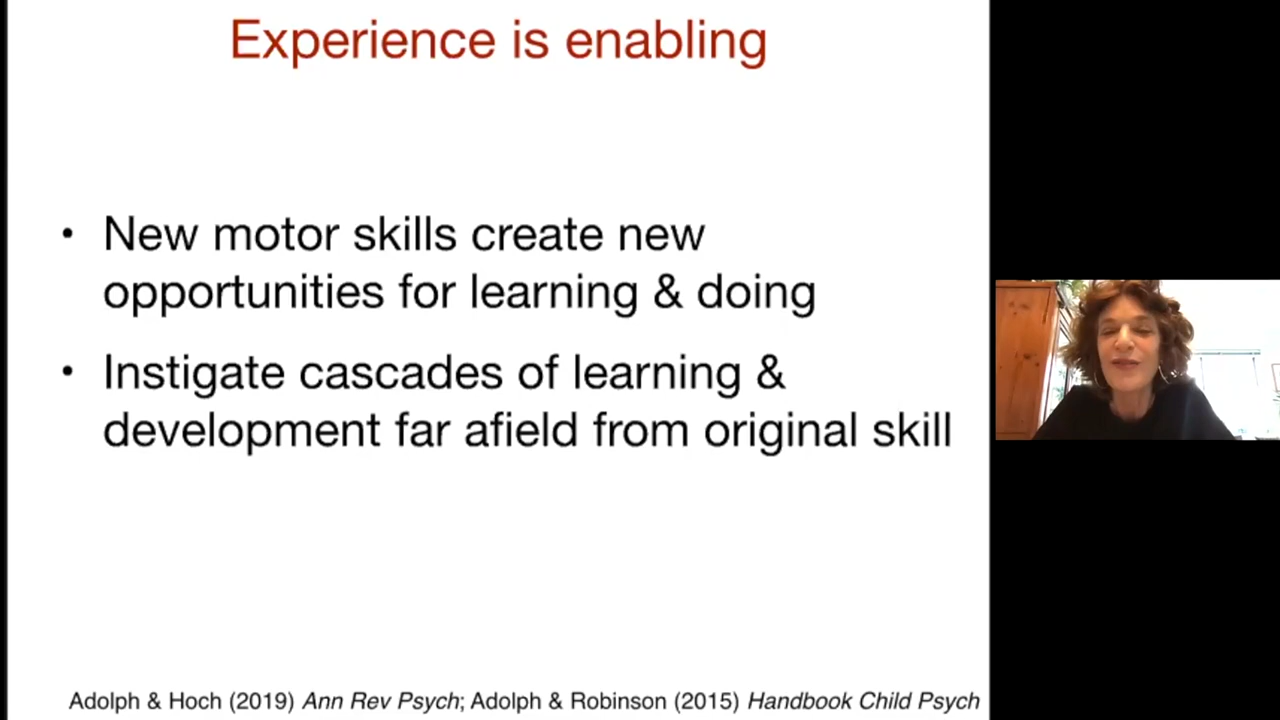 Experience is enabling
• New motor skills create new
opportunities for learning & doing
• Instigate cascades of learning &
development far afield from original skill
Adolph & Hoch (2019) Ann Rev Psych; Adolph & Robinson (2015) Handbook Child Psych